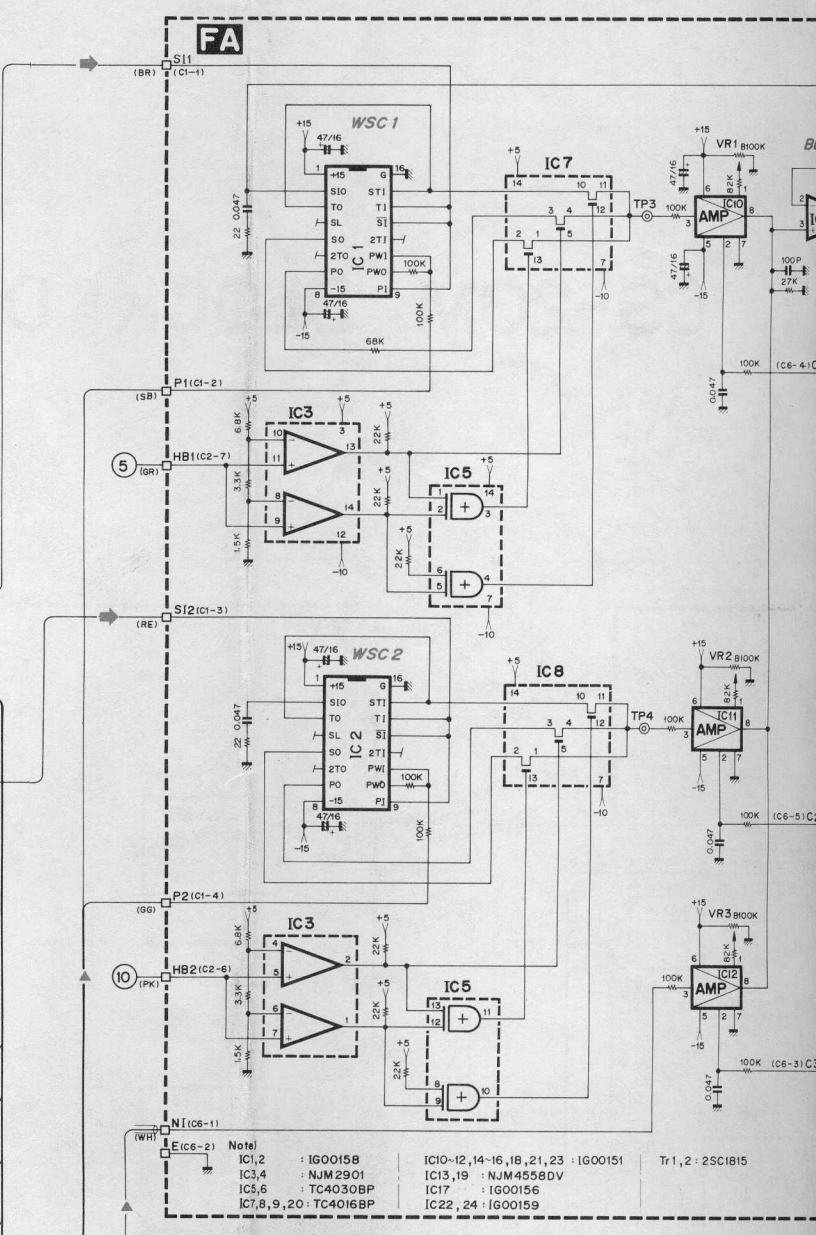 FA
SI1
(BR) (C1-1)
WSC 1
+15
47/16
1 +15 G 16
SIO STI
TO TI
SL SI
SO 2TI
2TO PWI
PO PWO
-15 PI
8 9
IC 1
0.047
22
100K
100K
47/16
-15
68K
+5
14
IC7
10 11
12
3 4
5
2 1
13
7
-10
TP3
100K
+15
VR1 B100K
47/16
82K
6 1
IC10
3 AMP 8
5 2 7
47/16
-15
2
3
100P
27K
100K (C6-4)
0.047
P1(C1-2)
(SB)
+5
6.8K
IC3
+5
3
+5
22K
10
11
13
5
HB1(C2-7)
(GR)
3.3K
8
9
14
+5
22K
12
-10
1.5K
IC5
+5
14
1
2
3
+5
22K
6
5
4
7
-10
SI2(C1-3)
(RE)
WSC 2
+15
47/16
1 +15 G 16
SIO STI
TO TI
SL SI
SO 2TI
2TO PWI
PO PWO
-15 PI
8 9
IC 2
0.047
22
100K
100K
47/16
-15
+5
14
IC8
10 11
12
3 4
5
2 1
13
7
-10
TP4
100K
+15
VR2 B100K
82K
6 1
IC11
3 AMP 8
5 2 7
-15
100K (C6-5)
0.047
P2(C1-4)
(GG)
+5
6.8K
IC3
+5
22K
4
5
2
10
HB2(C2-6)
(PK)
3.3K
6
7
1
+5
22K
1.5K
IC5
13
12
11
+5
22K
8
9
10
+15
VR3 B100K
82K
6 1
IC12
100K
3 AMP 8
5 2 7
-15
100K (C6-3)
0.047
NI(C6-1)
(WH)
E(C6-2)
Note)
IC1,2 : IG00158
IC3,4 : NJM2901
IC5,6 : TC4030BP
IC7,8,9,20 : TC4016BP
IC10~12,14~16,18,21,23 : IG00151
IC13,19 : NJM4558DV
IC17 : IG00156
IC22,24 : IG00159
Tr1,2 : 2SC1815